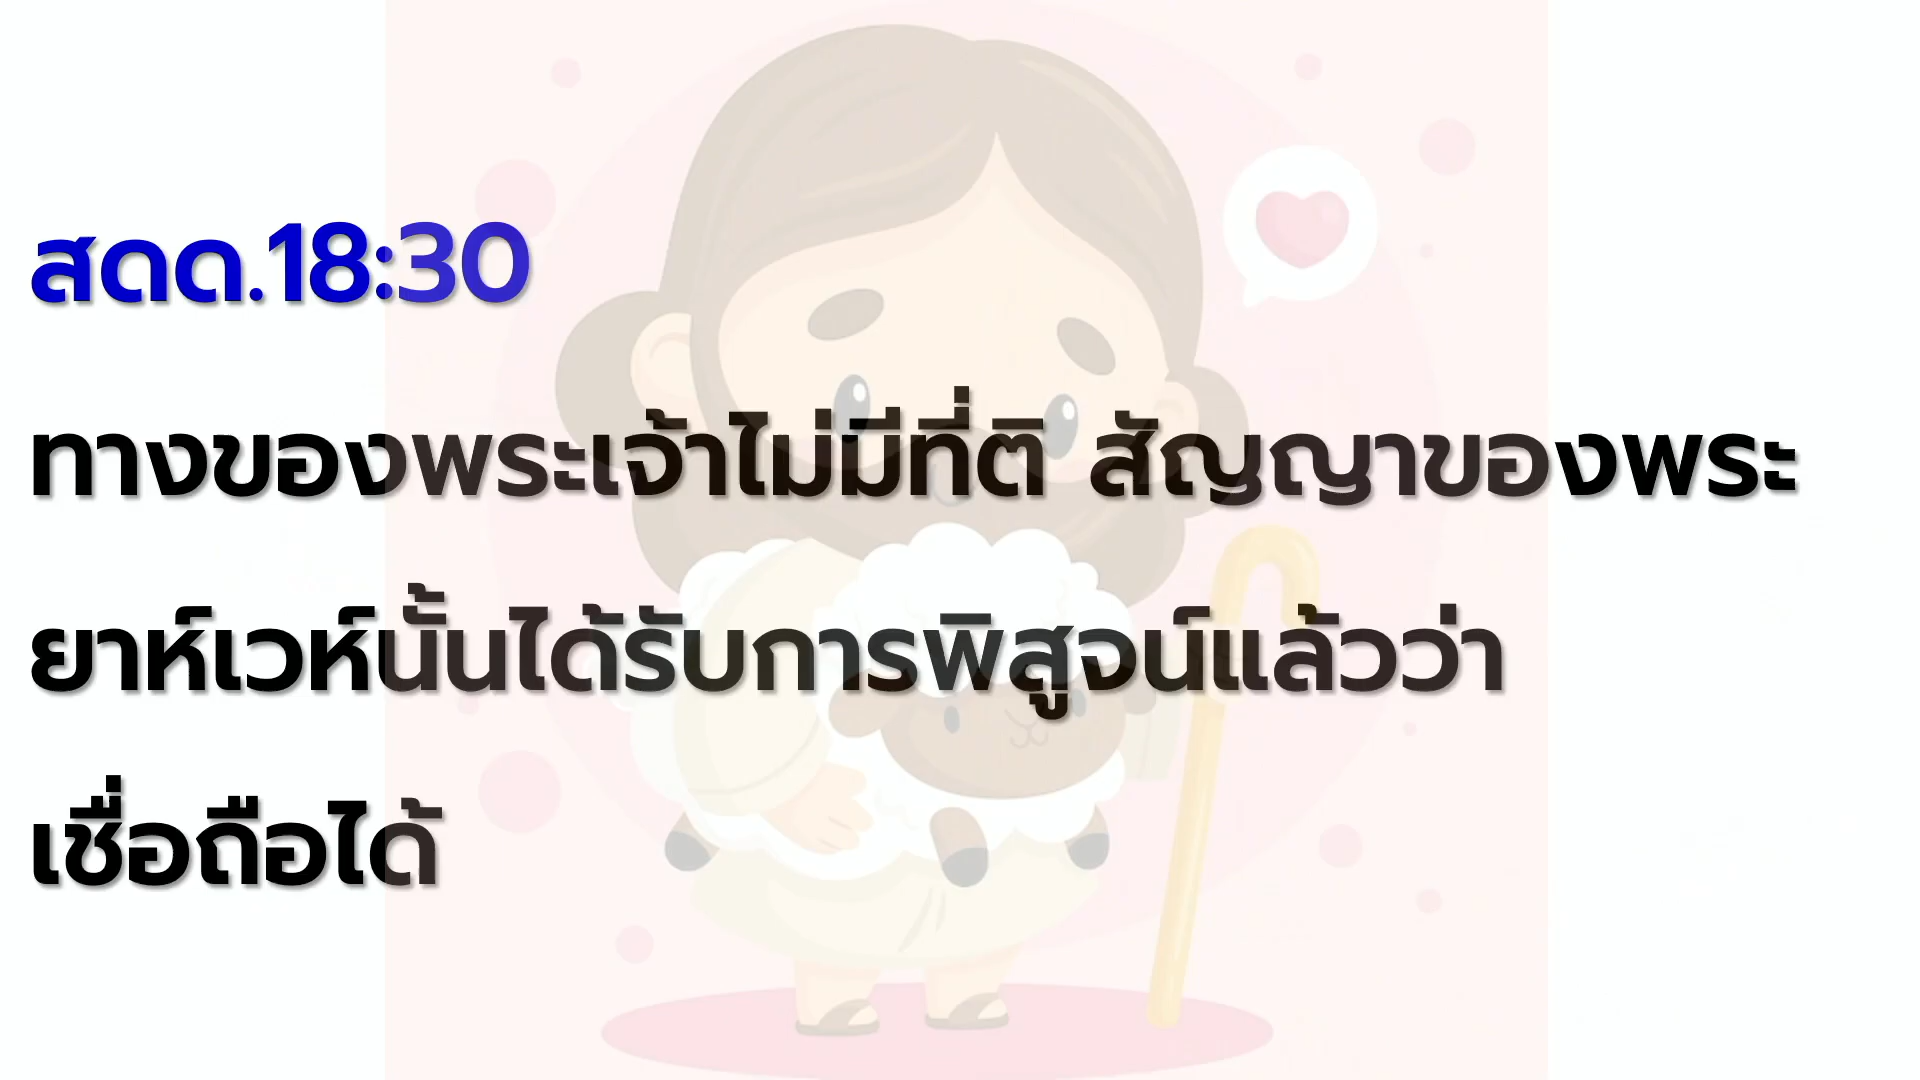 สดด.18:30
ทางของพระเจ้าไม่มีที่ติ สัญญาของพระ
ยาห์เวห์นั้นได้รับการพิสูจน์แล้วว่า
เชื่อถือได้